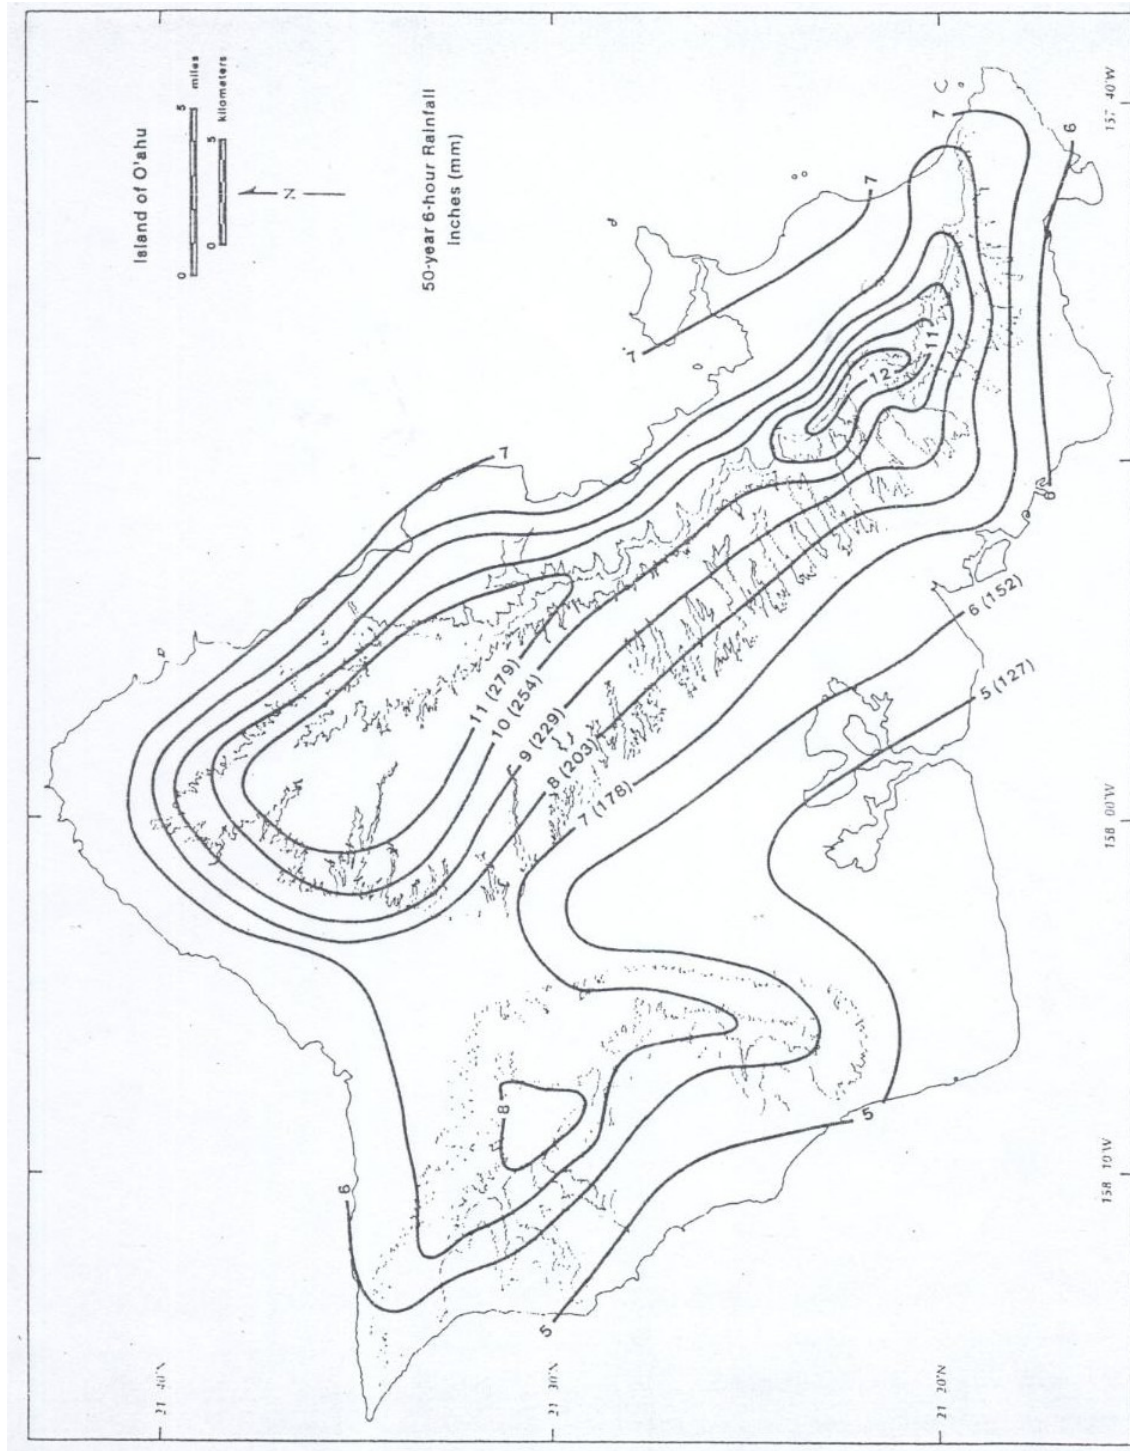 Island of O'ahu
5 miles
0
5 kilometers
0
N
50-year 6-hour Rainfall
Inches (mm)
7
7
7
7
6
6
12
11
11 (279)
10 (254)
9 (229)
8 (203)
7 (178)
6 (152)
5 (127)
8
6
5
5
21 40'N
21 30'N
21 20'N
158 10'W
158 00'W
157 40'W